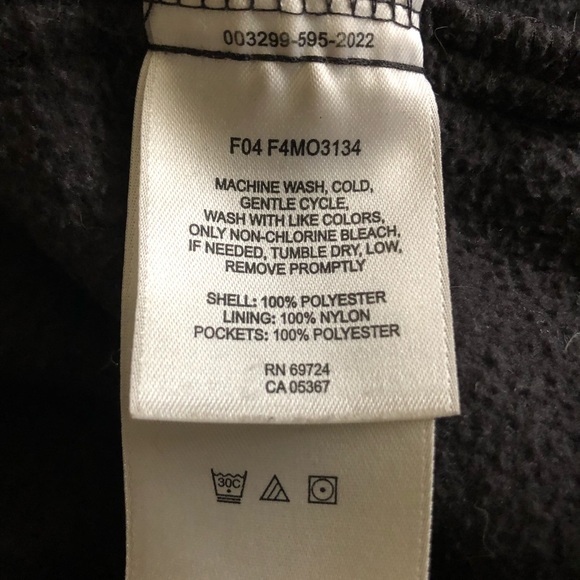 003299-595-2022
F04 F4MO3134
MACHINE WASH, COLD,
GENTLE CYCLE,
WASH WITH LIKE COLORS,
ONLY NON-CHLORINE BLEACH,
IF NEEDED, TUMBLE DRY, LOW,
REMOVE PROMPTLY
SHELL: 100% POLYESTER
LINING: 100% NYLON
POCKETS: 100% POLYESTER
RN 69724
CA 05367
30C